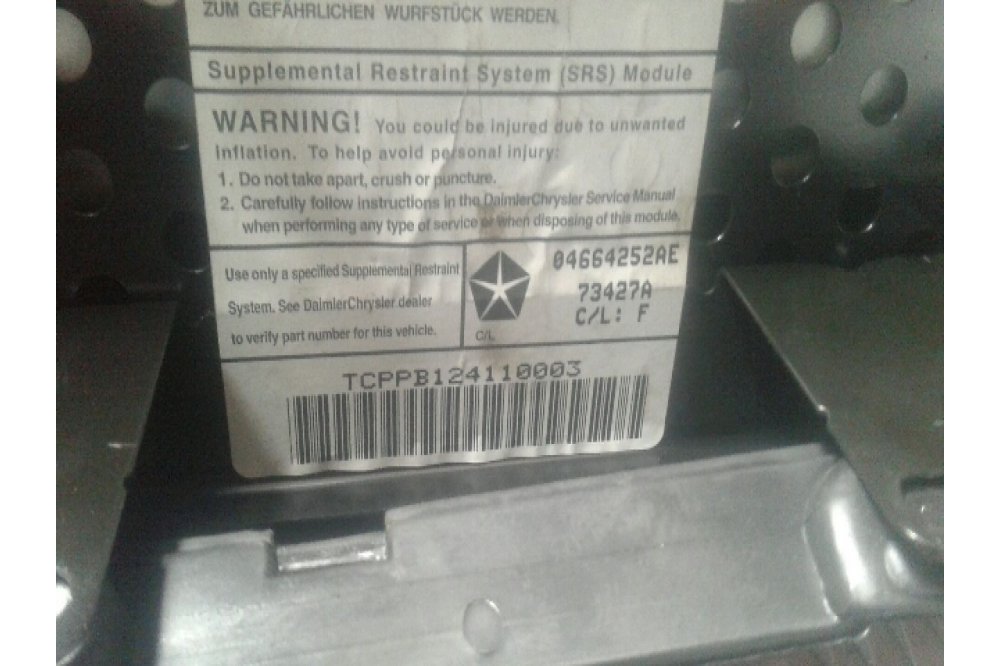 ZUM GEFÄHRLICHEN WURFSTÜCK WERDEN.
Supplemental Restraint System (SRS) Module
WARNING! You could be injured due to unwanted
inflation. To help avoid personal injury:
1. Do not take apart, crush or puncture.
2. Carefully follow instructions in the DaimlerChrysler Service Manual
when performing any type of service or when disposing of this module.
Use only a specified Supplemental Restraint
System. See DaimlerChrysler dealer
to verify part number for this vehicle.
04664252AE
73427A
C/L: F
C/L
TCPPB124110003